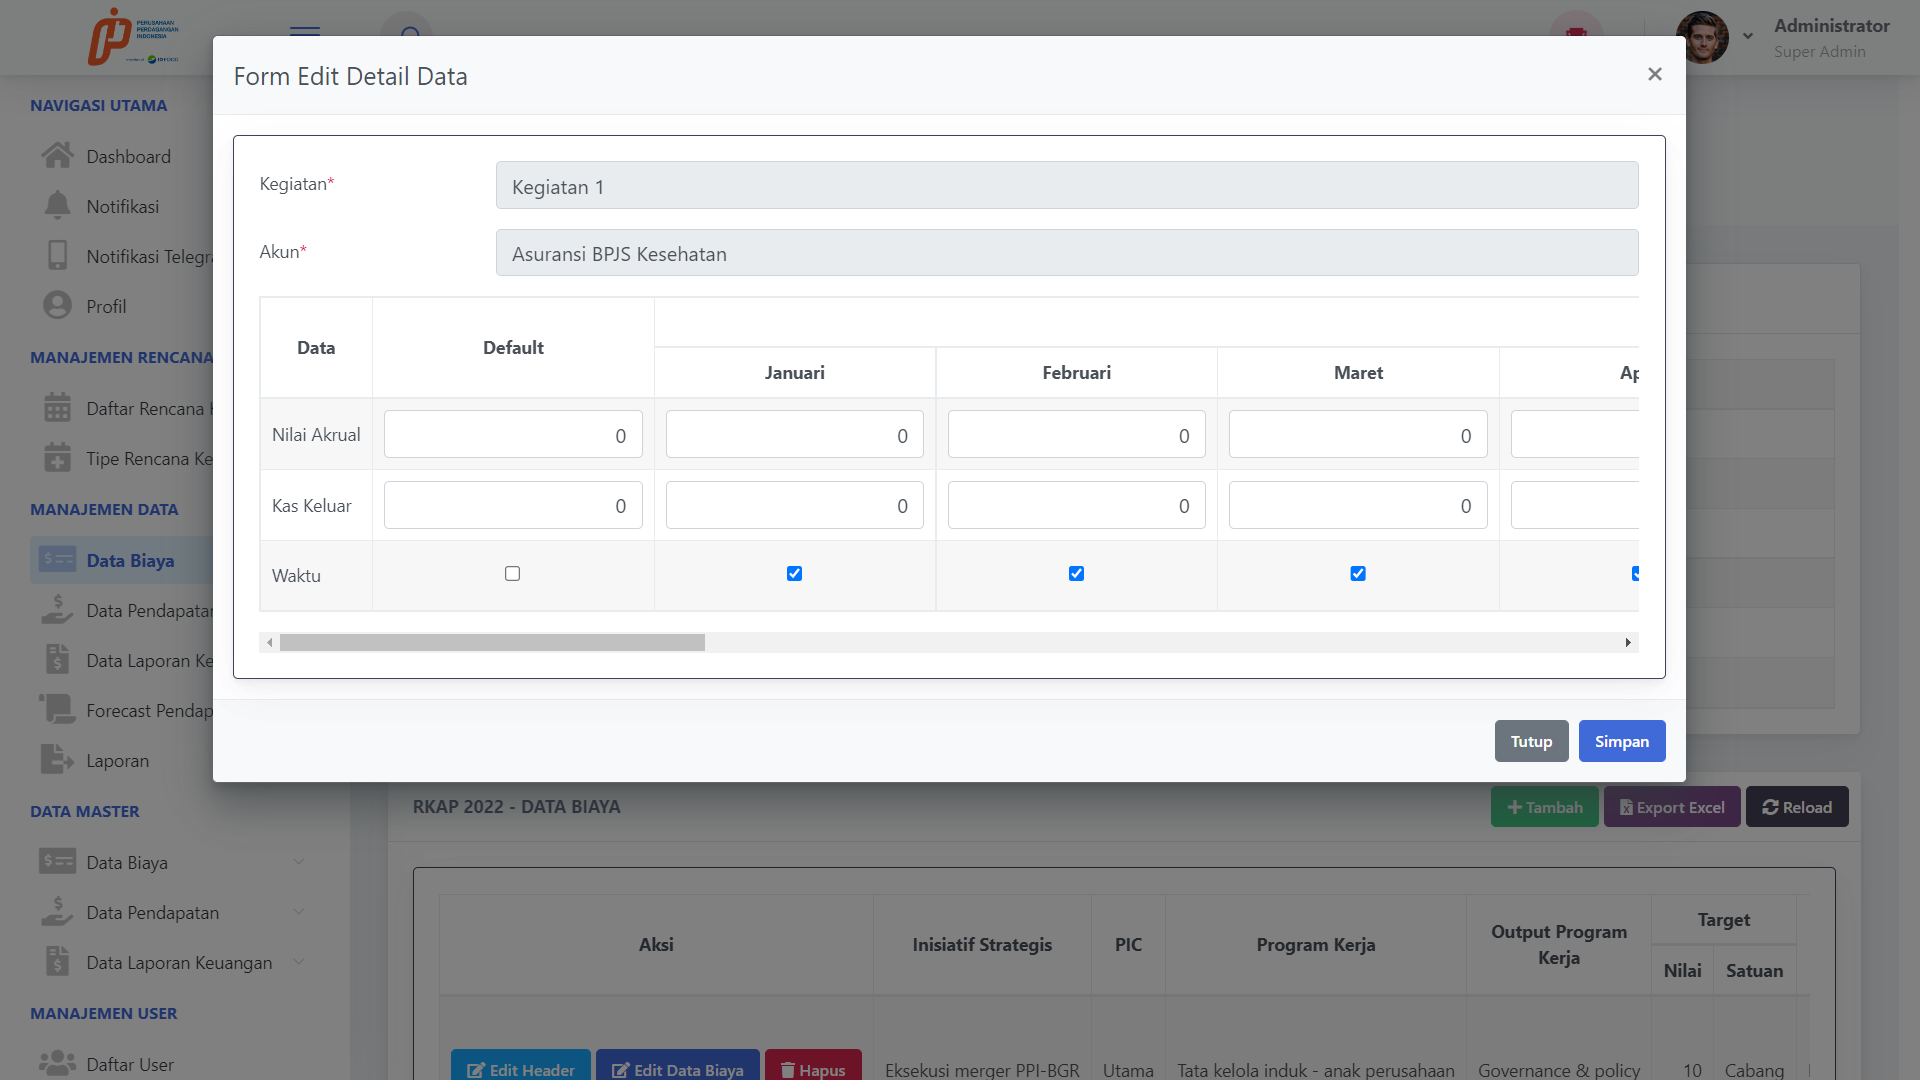 PERUSAHAAN
PERDAGANGAN
INDONESIA
Administrator
Super Admin
Form Edit Detail Data
×
NAVIGASI UTAMA
Dashboard
Notifikasi
Notifikasi Telegra
Profil
MANAJEMEN RENCANA
Daftar Rencana K
Tipe Rencana Ke
MANAJEMEN DATA
Data Biaya
Data Pendapatan
Data Laporan Ke
Forecast Pendap
Laporan
DATA MASTER
Data Biaya
Data Pendapatan
Data Laporan Keuangan
MANAJEMEN USER
Daftar User
Kegiatan*
Kegiatan 1
Akun*
Asuransi BPJS Kesehatan
Data
Default
Januari
Februari
Maret
Ap
Nilai Akrual
0
0
0
0
Kas Keluar
0
0
0
0
Waktu
Tutup
Simpan
RKAP 2022 - DATA BIAYA
Tambah
Export Excel
Reload
Aksi
Inisiatif Strategis
PIC
Program Kerja
Output Program
Kerja
Target
Nilai
Satuan
Edit Header
Edit Data Biaya
Hapus
Eksekusi merger PPI-BGR
Utama
Tata kelola induk - anak perusahaan
Governance & policy
10
Cabang